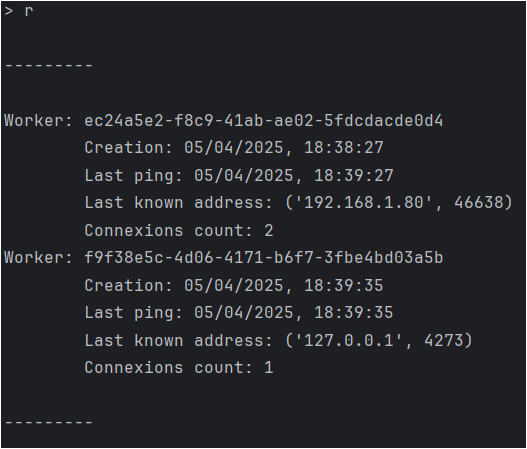 > r
---------
Worker: ec24a5e2-f8c9-41ab-ae02-5fdcdacde0d4
Creation: 05/04/2025, 18:38:27
Last ping: 05/04/2025, 18:39:27
Last known address: ('192.168.1.80', 46638)
Connexions count: 2
Worker: f9f38e5c-4d06-4171-b6f7-3fbe4bd03a5b
Creation: 05/04/2025, 18:39:35
Last ping: 05/04/2025, 18:39:35
Last known address: ('127.0.0.1', 4273)
Connexions count: 1
---------